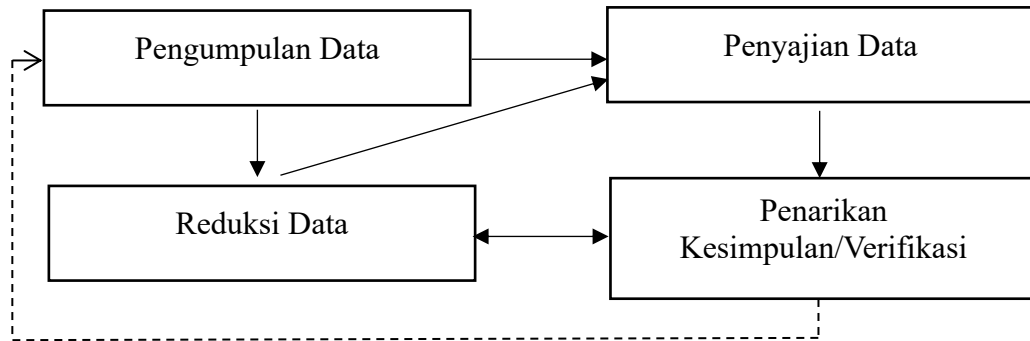 Pengumpulan Data
Penyajian Data
Reduksi Data
Penarikan
Kesimpulan/Verifikasi